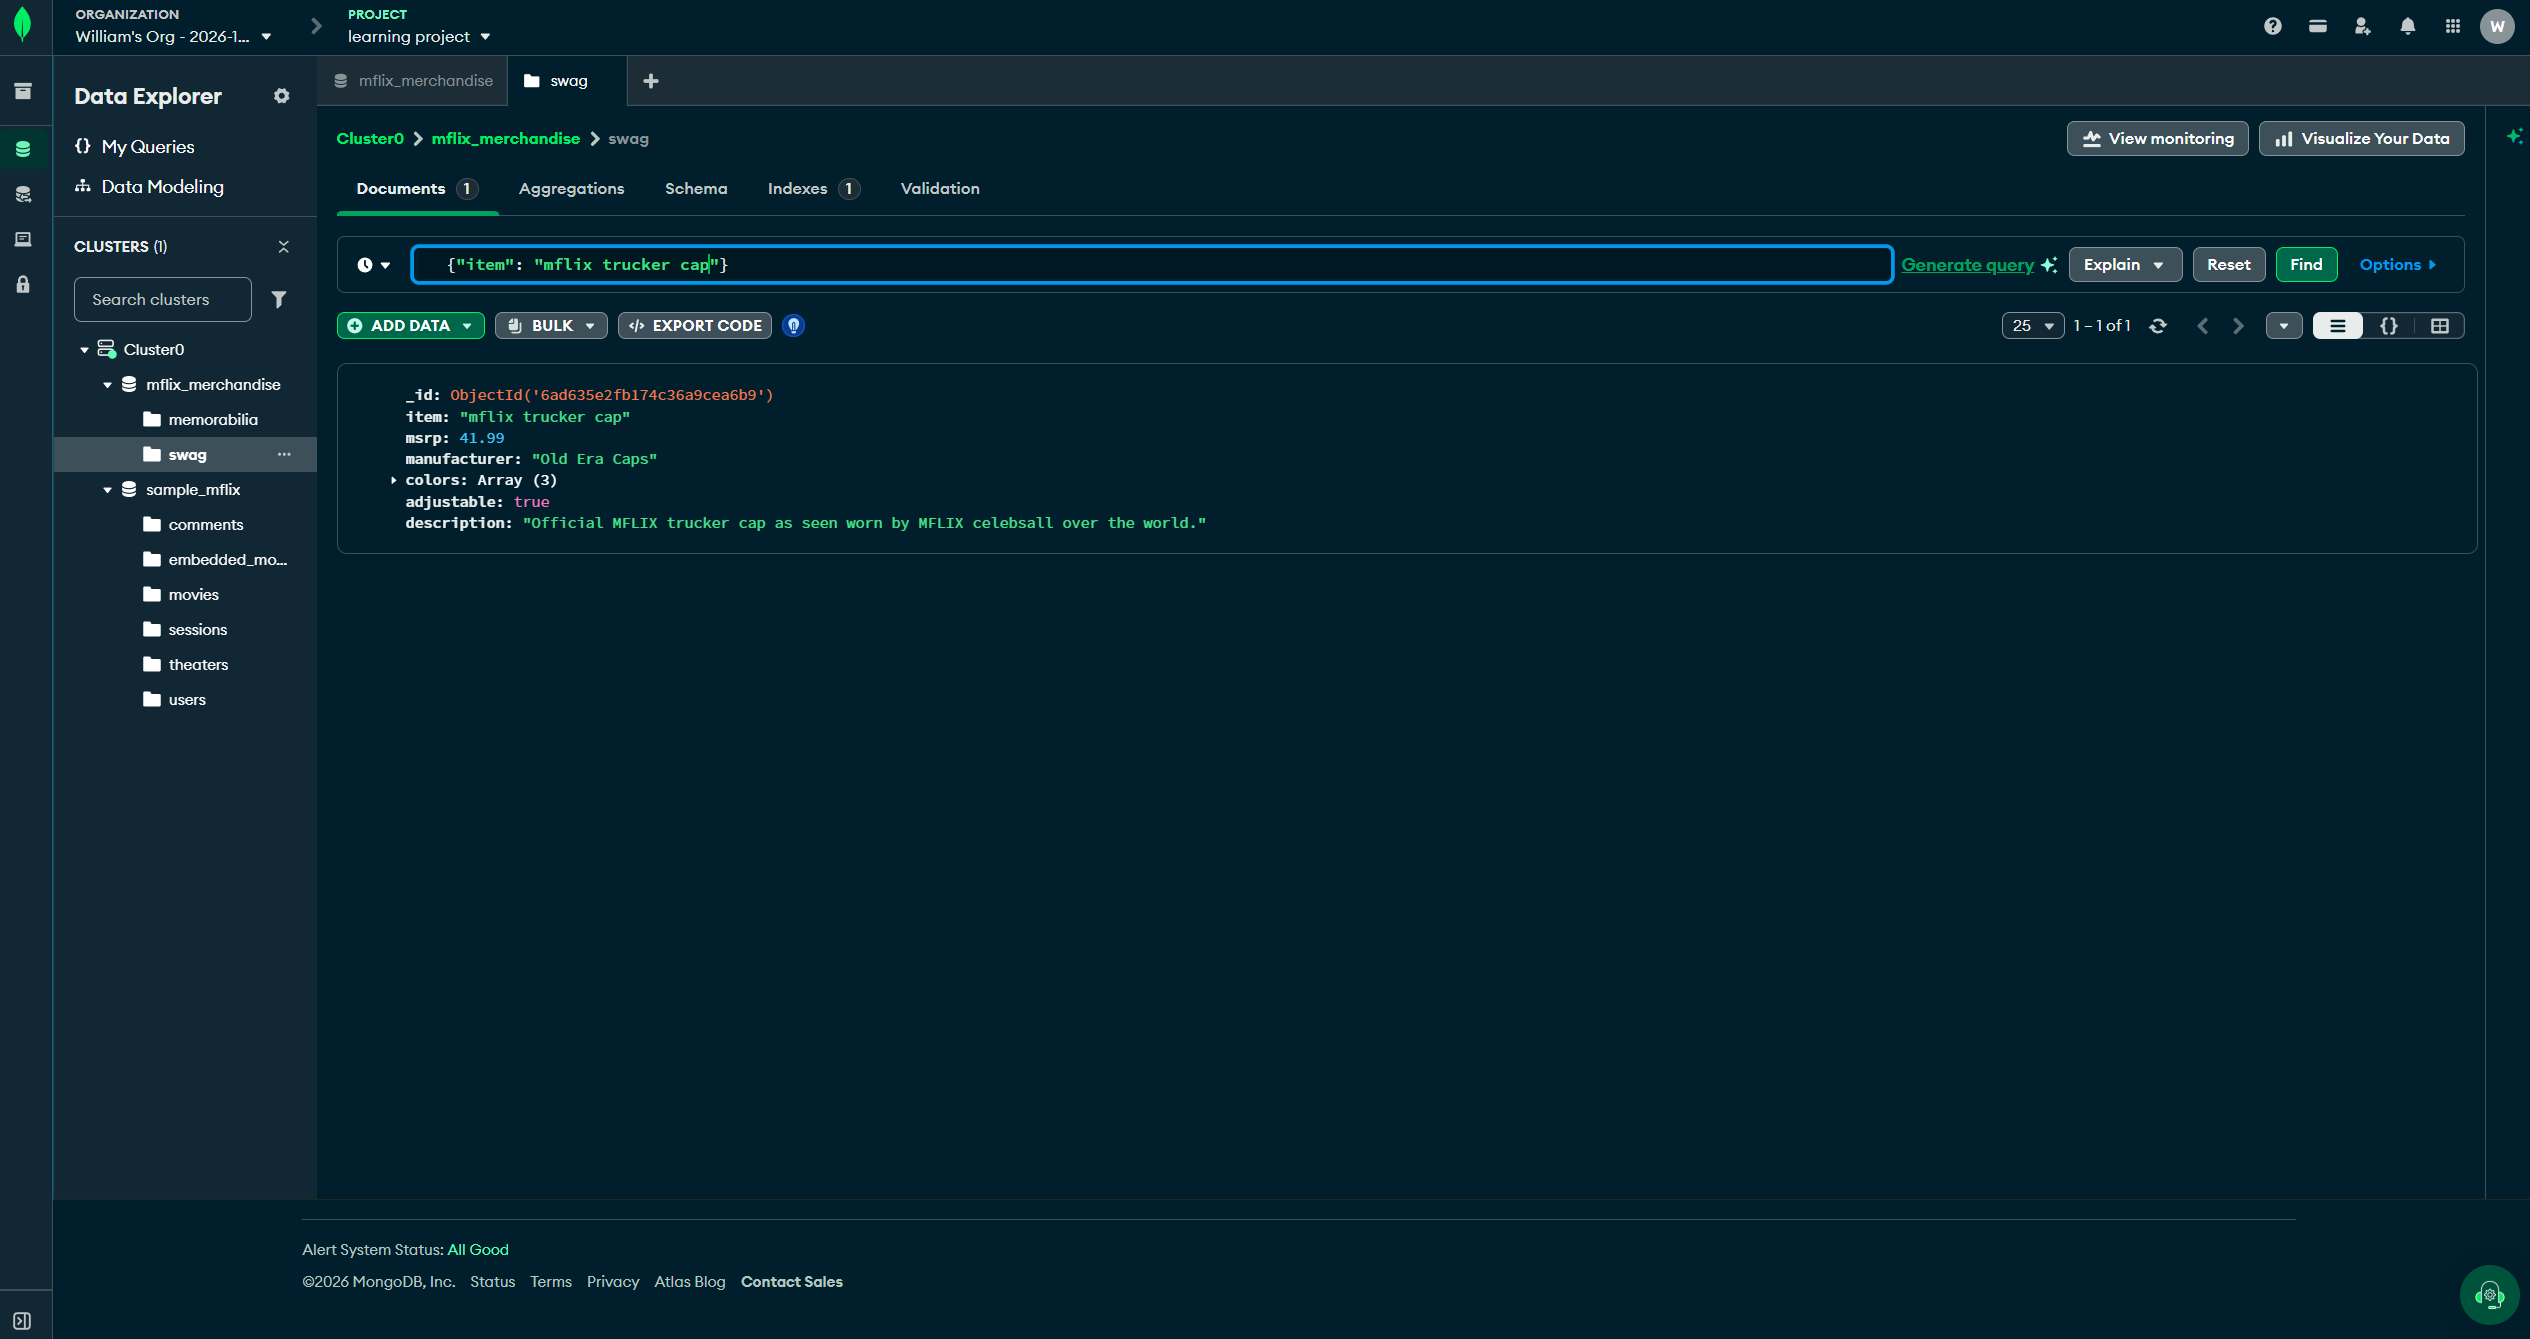 ORGANIZATION
William's Org - 2026-1...
PROJECT
learning project
W
Data Explorer
My Queries
Data Modeling
CLUSTERS (1)
Search clusters
Cluster0
mflix_merchandise
memorabilia
swag
sample_mflix
comments
embedded_mo...
movies
sessions
theaters
users
mflix_merchandise
swag
Cluster0 > mflix_merchandise > swag
View monitoring
Visualize Your Data
Documents 1 Aggregations Schema Indexes 1 Validation
{"item": "mflix trucker cap"}
Generate query
Explain
Reset
Find
Options
ADD DATA
BULK
</> EXPORT CODE
25
1 – 1 of 1
{}
_id: ObjectId('6ad635e2fb174c36a9cea6b9')
item: "mflix trucker cap"
msrp: 41.99
manufacturer: "Old Era Caps"
colors: Array (3)
adjustable: true
description: "Official MFLIX trucker cap as seen worn by MFLIX celebsall over the world."
Alert System Status: All Good
©2026 MongoDB, Inc. Status Terms Privacy Atlas Blog Contact Sales